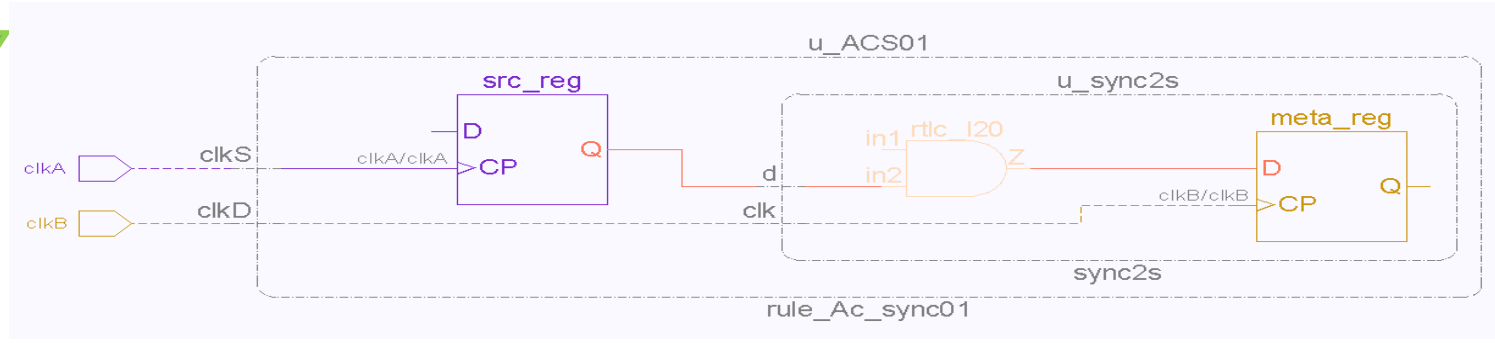 u_ACS01
u_sync2s
src_reg
meta_reg
rtlc_I20
in1
D
Q
Z
clkS
clkA/clkA
CP
d
in2
D
clkA
Q
clkB/clkB
CP
clkB
clkD
clk
sync2s
rule_Ac_sync01